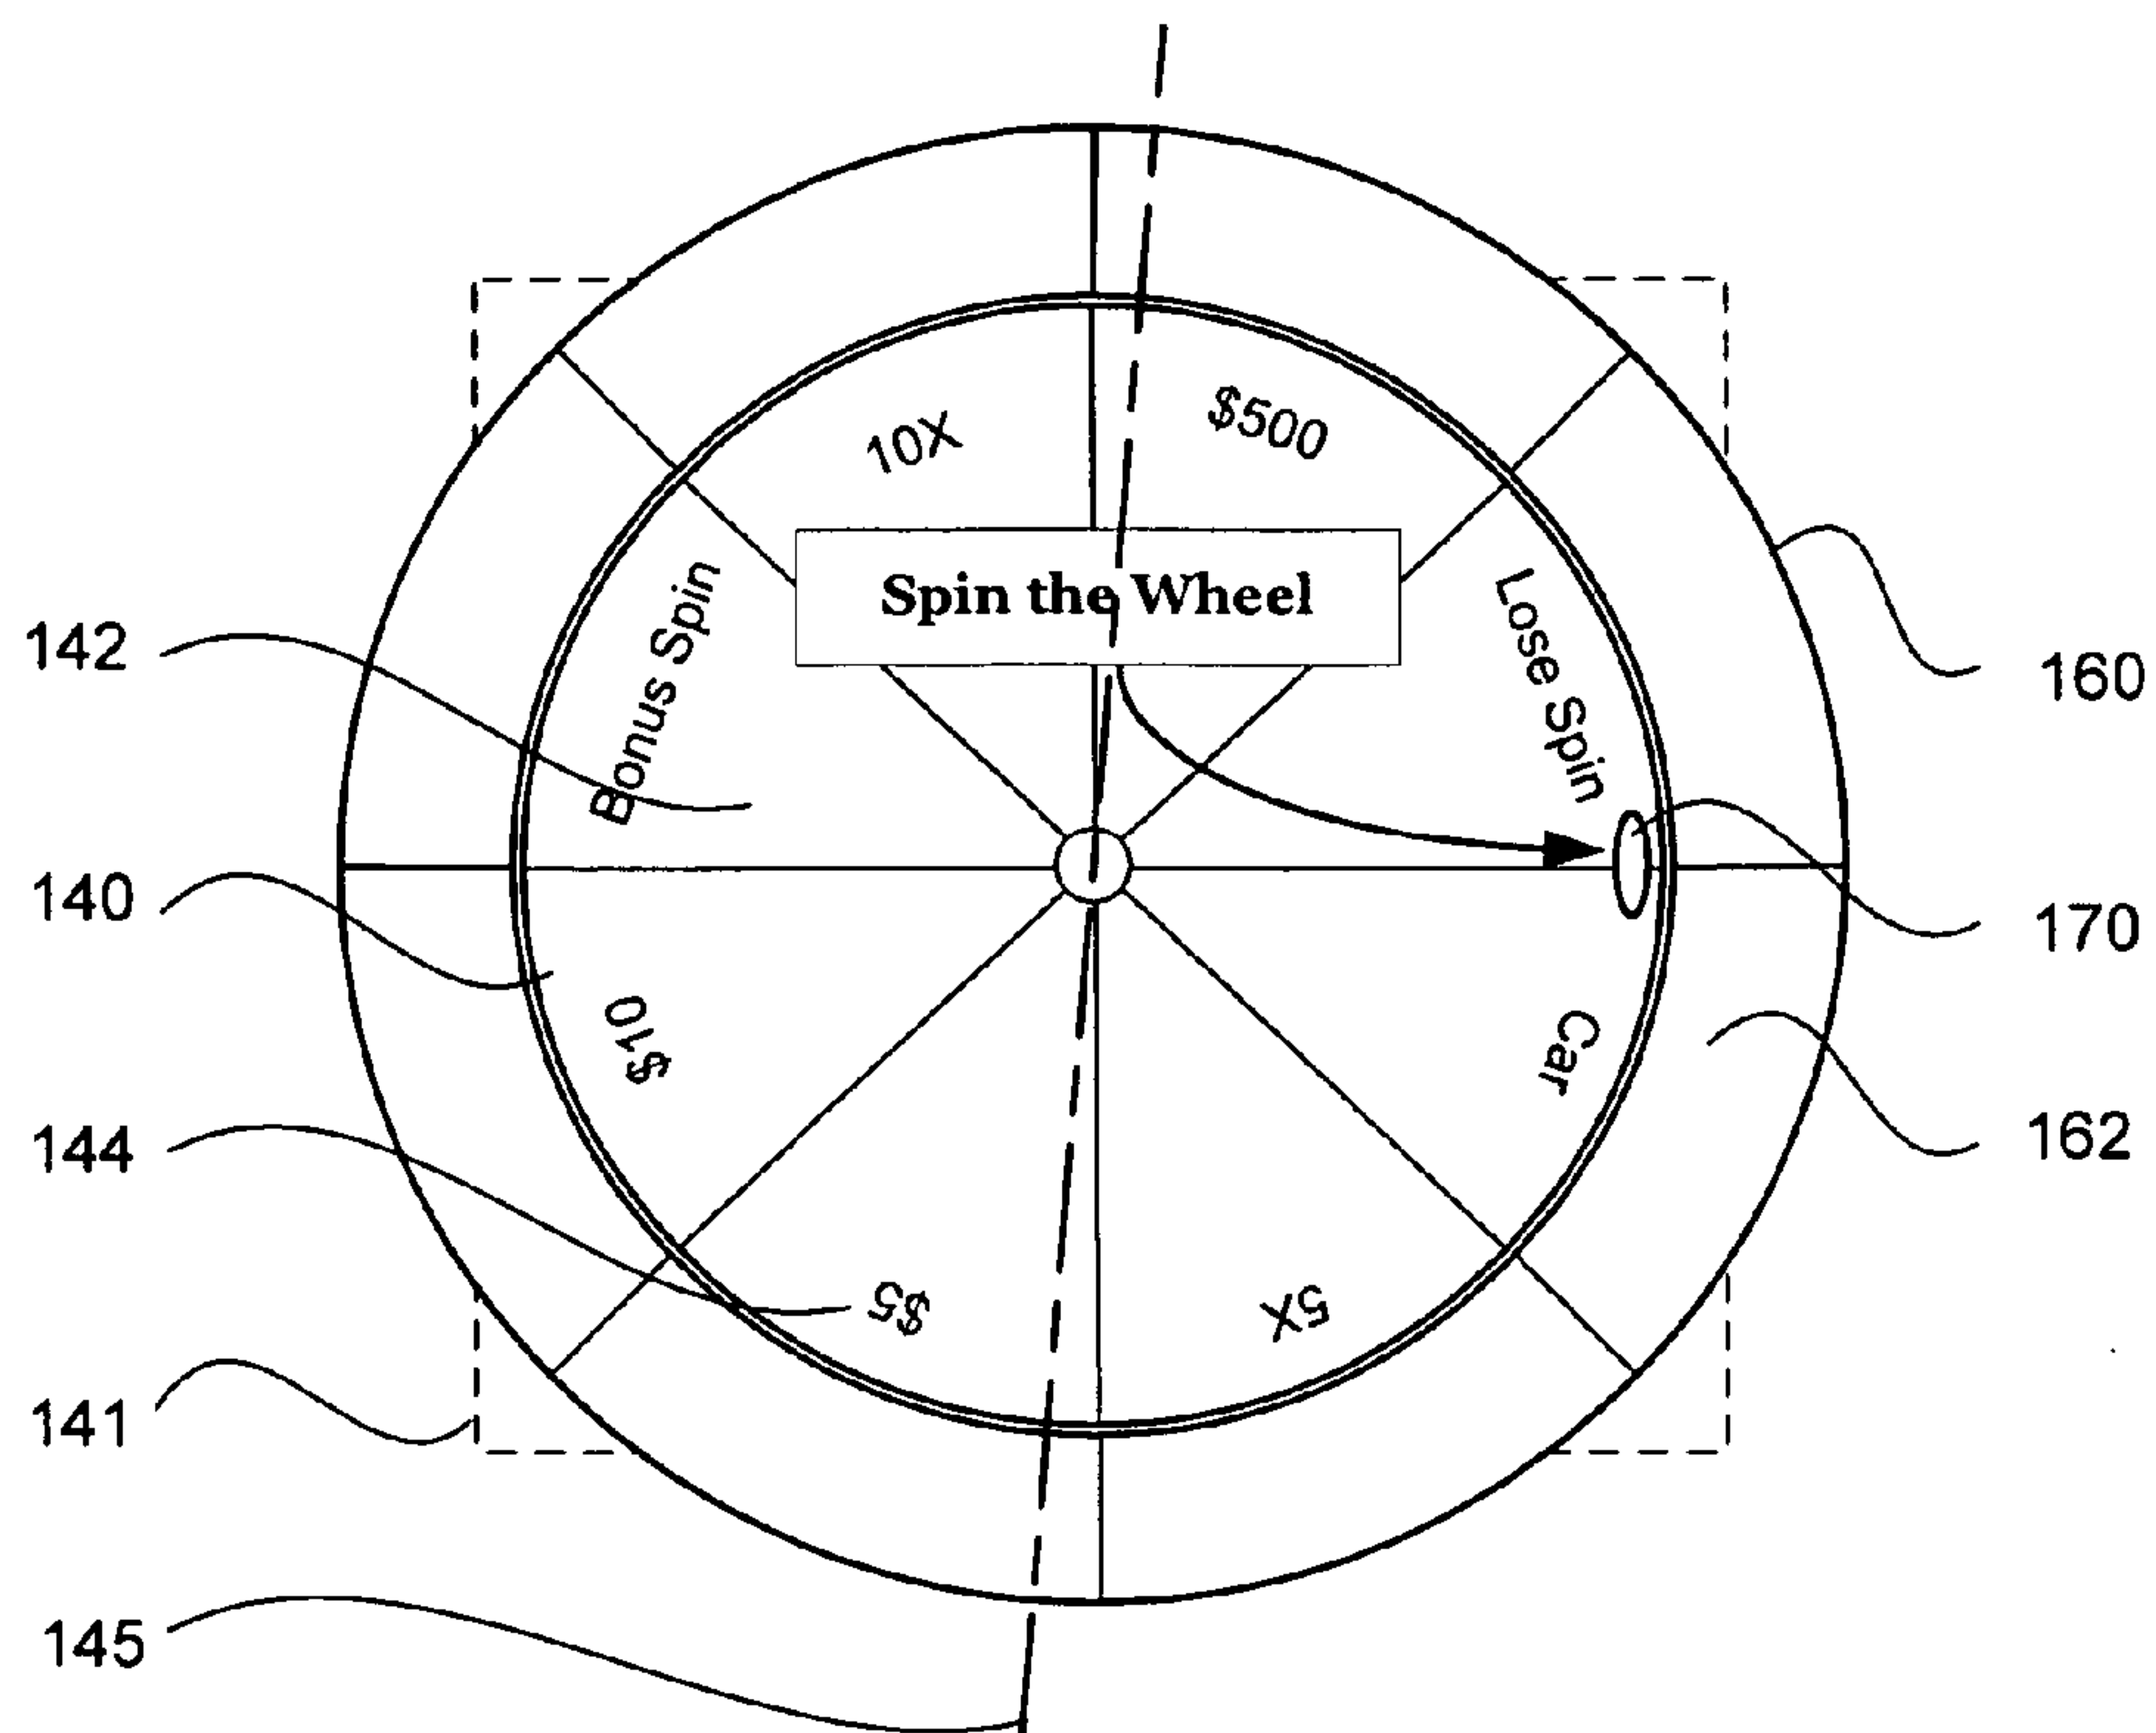 10X
$500
Spin the Wheel
Bonus Spin
Lose Spin
142
160
140
170
$10
Car
144
162
$5
5X
141
145